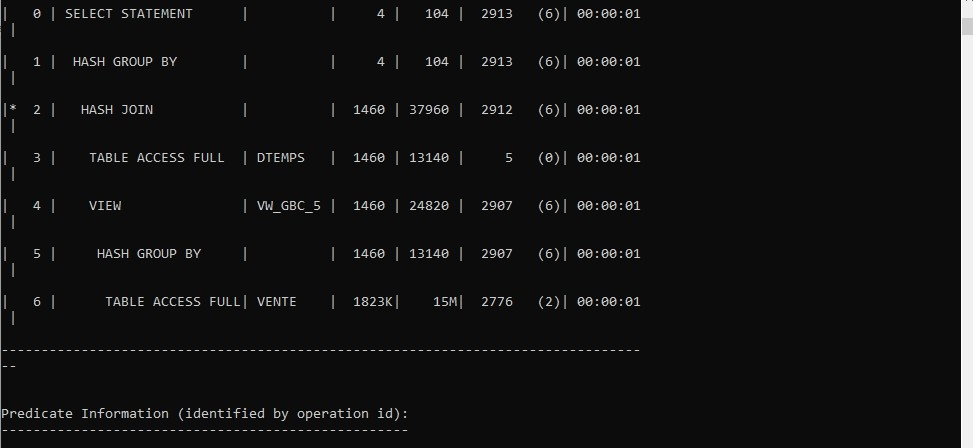 |   0 | SELECT STATEMENT      |          |     4 |   104 |  2913   (6)| 00:00:01
 |
|   1 |  HASH GROUP BY        |          |     4 |   104 |  2913   (6)| 00:00:01
 |
|*  2 |   HASH JOIN           |          |  1460 | 37960 |  2912   (6)| 00:00:01
 |
|   3 |    TABLE ACCESS FULL  | DTEMPS   |  1460 | 13140 |     5   (0)| 00:00:01
 |
|   4 |    VIEW               | VW_GBC_5 |  1460 | 24820 |  2907   (6)| 00:00:01
 |
|   5 |     HASH GROUP BY     |          |  1460 | 13140 |  2907   (6)| 00:00:01
 |
|   6 |      TABLE ACCESS FULL| VENTE    |  1823K|    15M|  2776   (2)| 00:00:01
 |
--------------------------------------------------------------------------------
--
Predicate Information (identified by operation id):
---------------------------------------------------